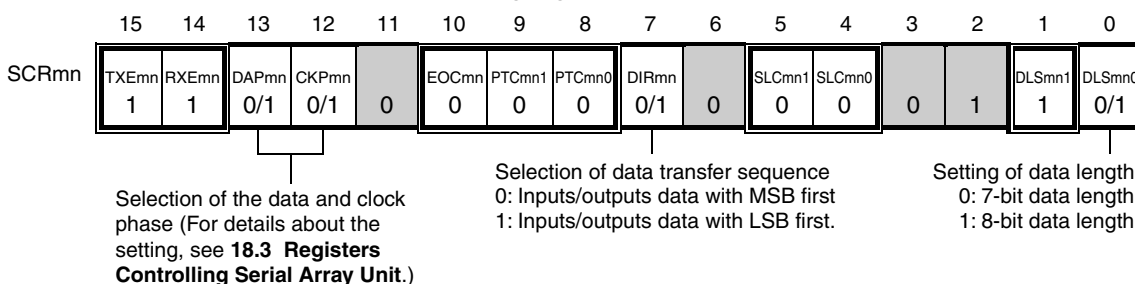 15 14 13 12 11 10 9 8 7 6 5 4 3 2 1 0
SCRmn TXEmn RXEmn DAPmn CKPmn EOCmn PTCmn1 PTCmn0 DIRmn SLCmn1 SLCmn0 DLSmn1 DLSmn0
1 1 0/1 0/1 0 0 0 0 0/1 0 0 0 0 1 1 0/1
Selection of the data and clock
phase (For details about the
setting, see 18.3 Registers
Controlling Serial Array Unit.)
Selection of data transfer sequence
0: Inputs/outputs data with MSB first
1: Inputs/outputs data with LSB first.
Setting of data length
0: 7-bit data length
1: 8-bit data length